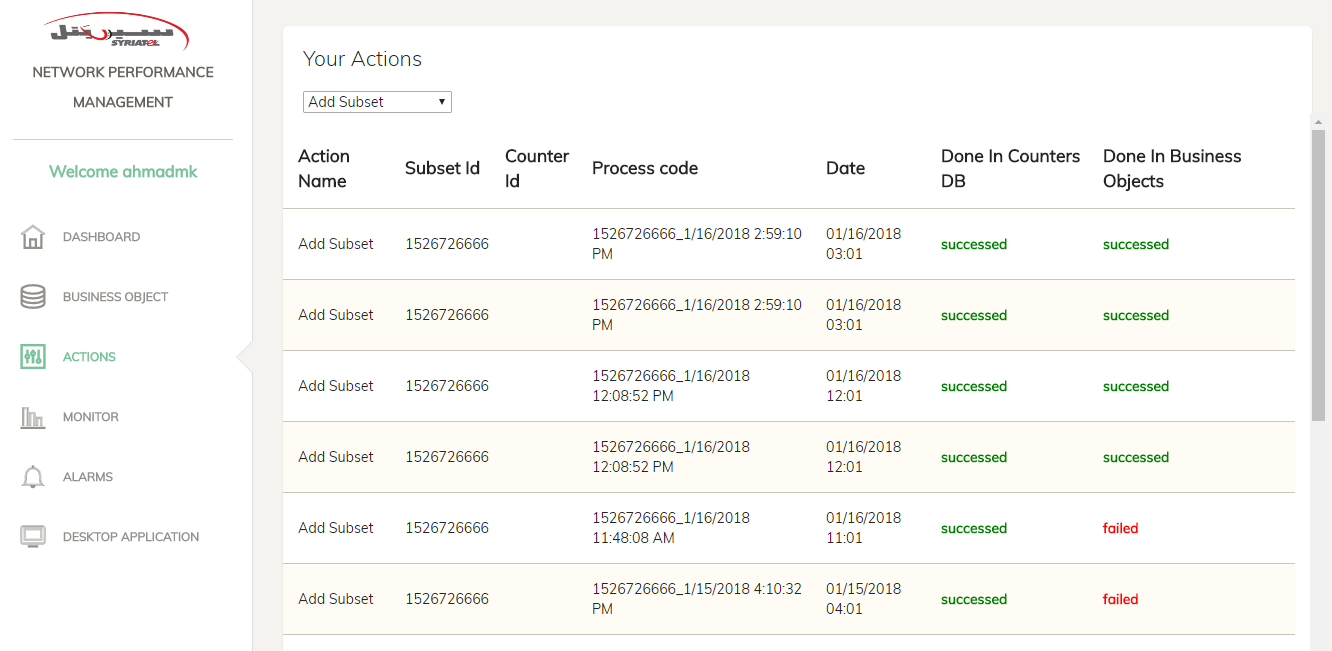 سيريتل
SYRIATEL
NETWORK PERFORMANCE
MANAGEMENT
Welcome ahmadmk
DASHBOARD
BUSINESS OBJECT
ACTIONS
MONITOR
ALARMS
DESKTOP APPLICATION
Your Actions
Add Subset
Action Name Subset Id Counter Id Process code Date Done In Counters DB Done In Business Objects
Add Subset 1526726666 1526726666_1/16/2018 2:59:10 PM 01/16/2018 03:01 successed successed
Add Subset 1526726666 1526726666_1/16/2018 2:59:10 PM 01/16/2018 03:01 successed successed
Add Subset 1526726666 1526726666_1/16/2018 12:08:52 PM 01/16/2018 12:01 successed successed
Add Subset 1526726666 1526726666_1/16/2018 12:08:52 PM 01/16/2018 12:01 successed successed
Add Subset 1526726666 1526726666_1/16/2018 11:48:08 AM 01/16/2018 11:01 successed failed
Add Subset 1526726666 1526726666_1/15/2018 4:10:32 PM 01/15/2018 04:01 successed failed